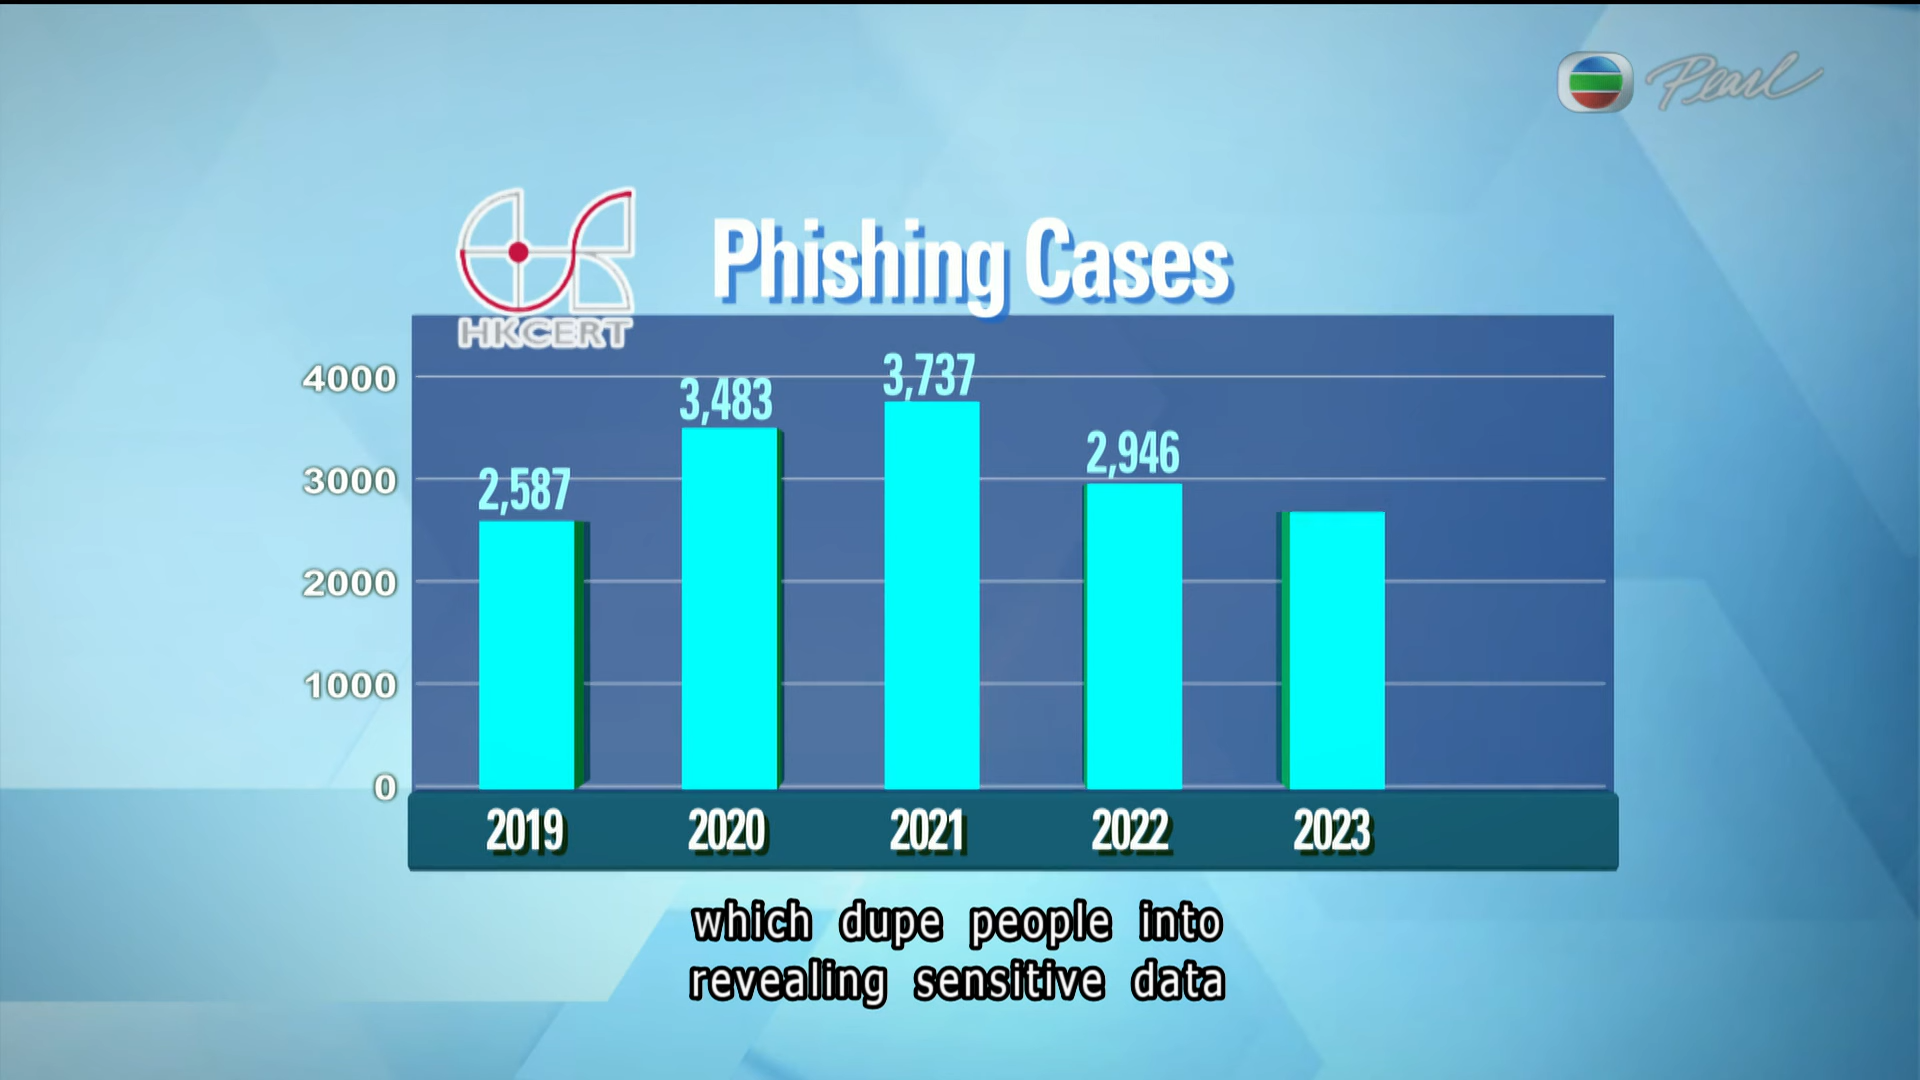 Pearl
HKCERT
Phishing Cases
4000
3000
2000
1000
0
2,587
3,483
3,737
2,946
2019
2020
2021
2022
2023
which dupe people into
revealing sensitive data